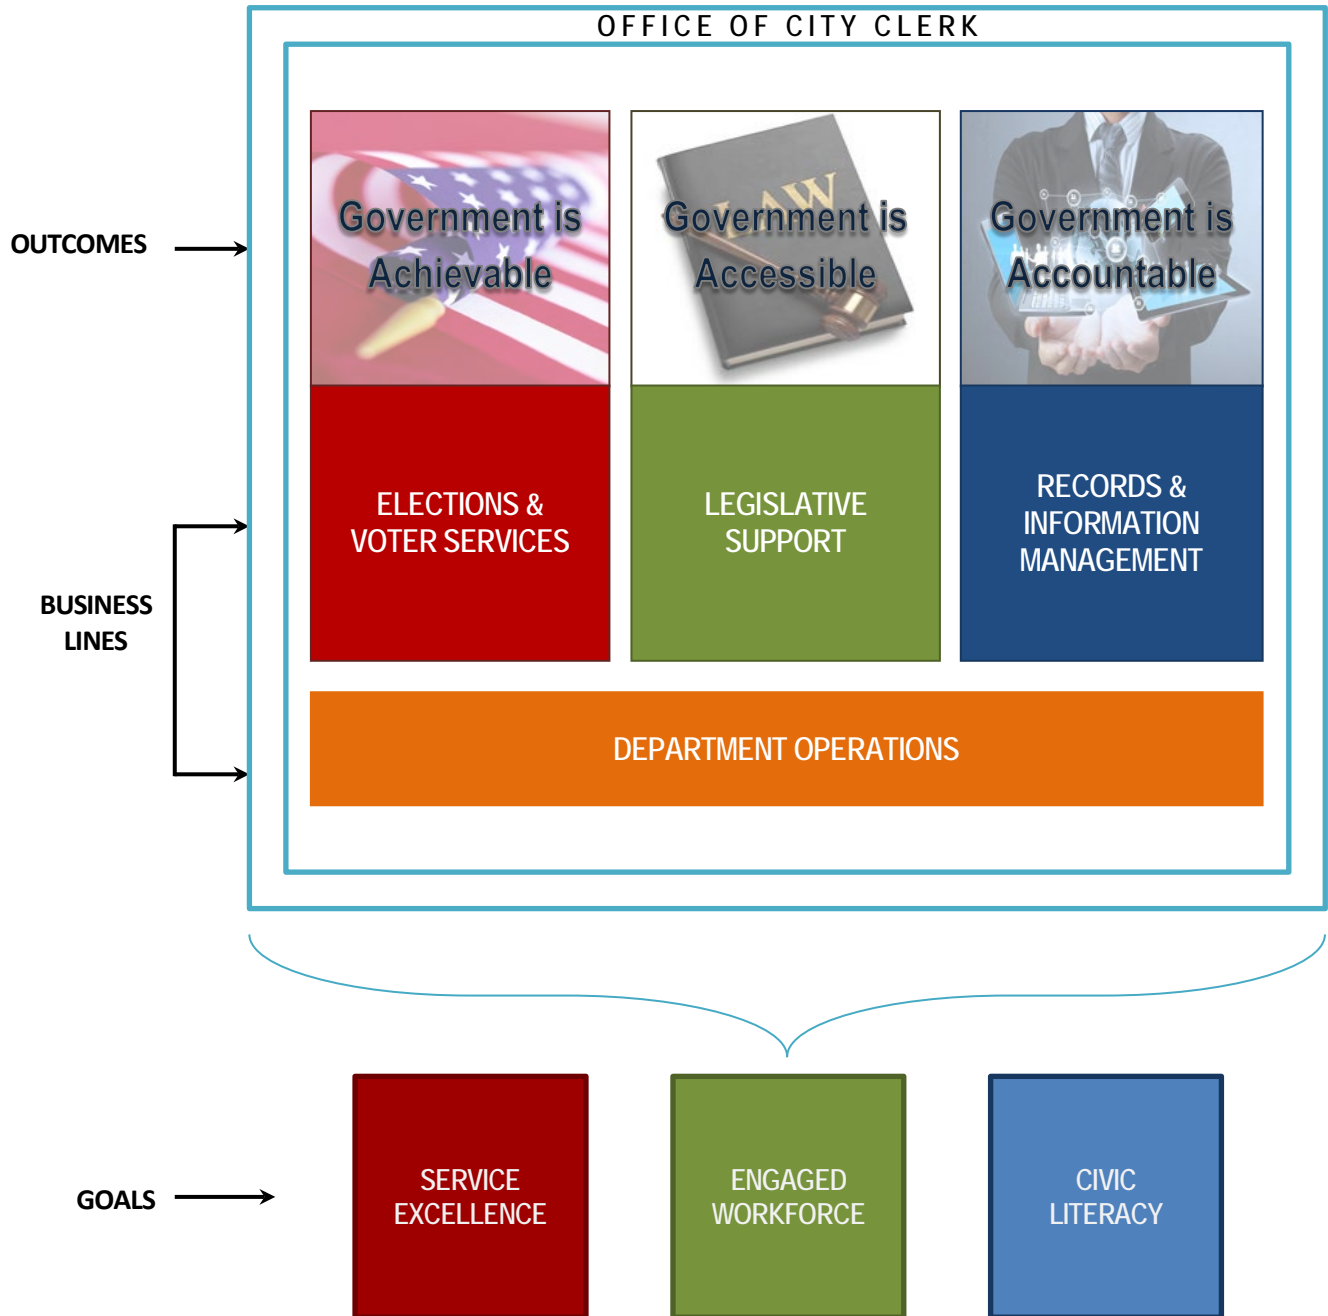 OFFICE OF CITY CLERK
OUTCOMES
LAW
Government is
Achievable
Government is
Accessible
Government is
Accountable
BUSINESS
LINES
ELECTIONS &
VOTER SERVICES
LEGISLATIVE
SUPPORT
RECORDS &
INFORMATION
MANAGEMENT
DEPARTMENT OPERATIONS
GOALS
SERVICE
EXCELLENCE
ENGAGED
WORKFORCE
CIVIC
LITERACY